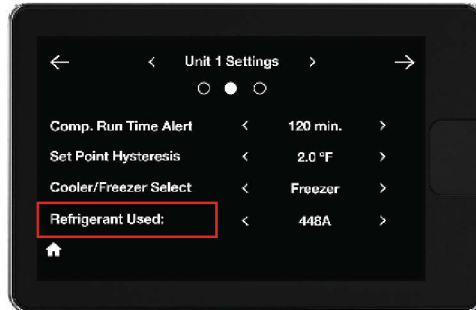 Unit 1 Settings
Comp. Run Time Alert 120 min.
Set Point Hysteresis 2.0 ºF
Cooler/Freezer Select Freezer
Refrigerant Used: 448A